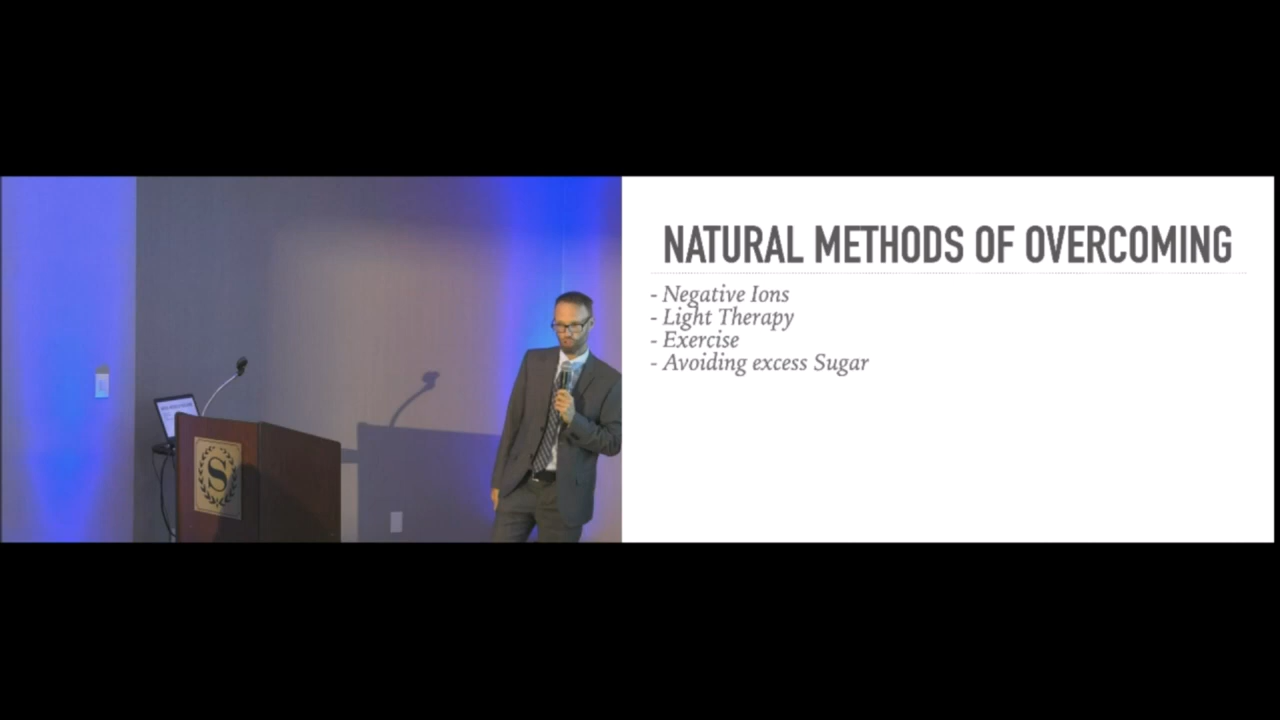 S
NATURAL METHODS OF OVERCOMING
- Negative Ions
- Light Therapy
- Exercise
- Avoiding excess Sugar